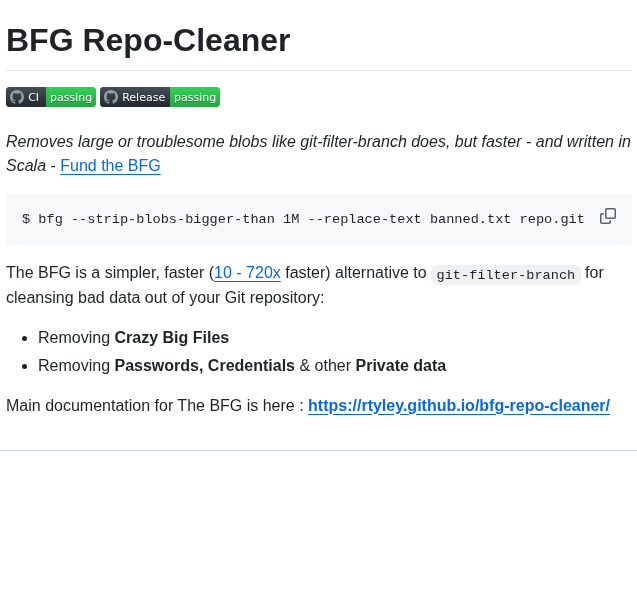 BFG Repo-Cleaner
CI passing Release passing
Removes large or troublesome blobs like git-filter-branch does, but faster - and written in
Scala - Fund the BFG
$ bfg --strip-blobs-bigger-than 1M --replace-text banned.txt repo.git
The BFG is a simpler, faster (10 - 720x faster) alternative to git-filter-branch for
cleansing bad data out of your Git repository:
Removing Crazy Big Files
Removing Passwords, Credentials & other Private data
Main documentation for The BFG is here : https://rtyley.github.io/bfg-repo-cleaner/